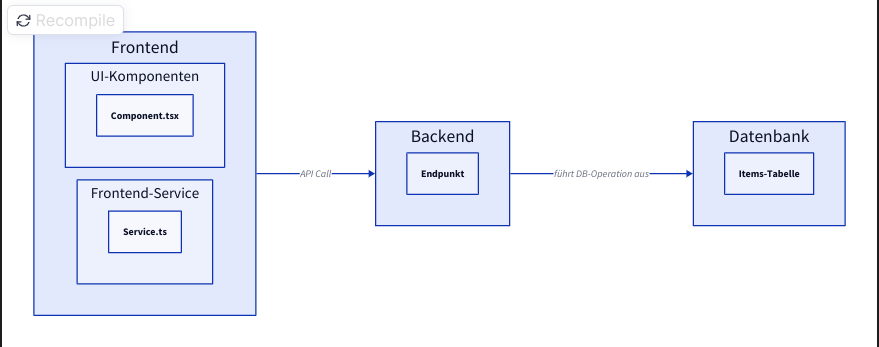 Recompile
Frontend
UI-Komponenten
Component.tsx
Frontend-Service
Service.ts
API Call
Backend
Endpunkt
führt DB-Operation aus
Datenbank
Items-Tabelle